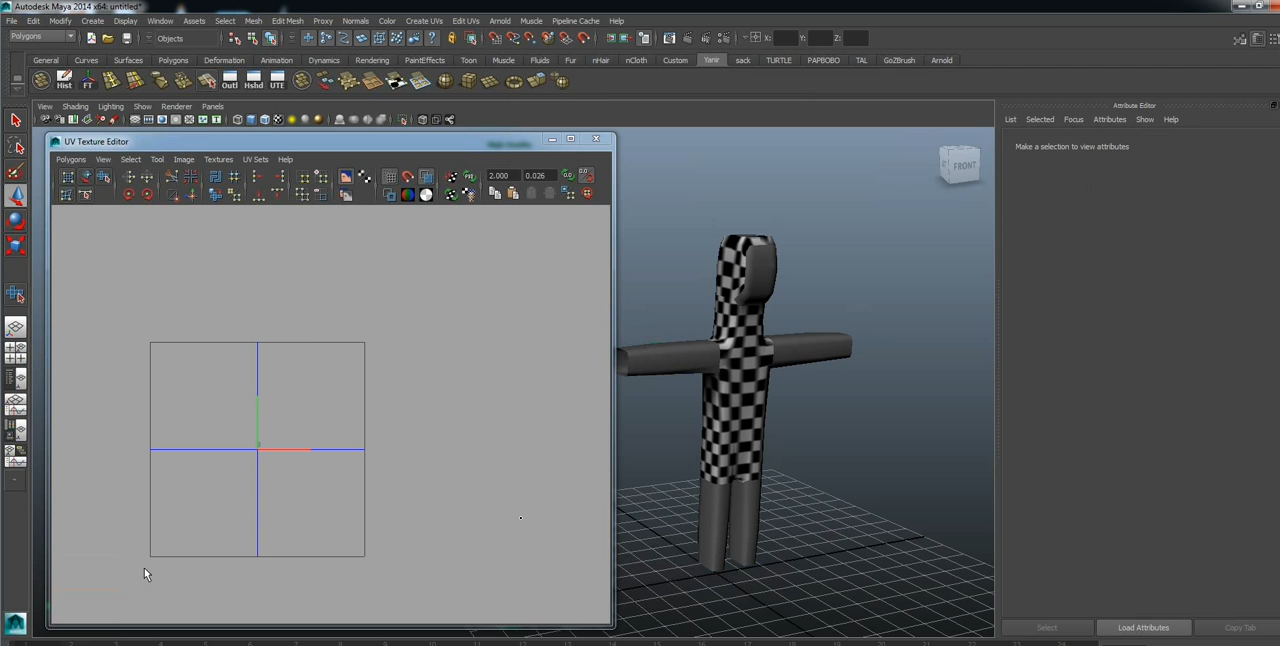 Autodesk Maya 2014 x64: untitled*
File Edit Modify Create Display Window Assets Select Mesh Edit Mesh Proxy Normals Color Create UVs Edit UVs Arnold Muscle Pipeline Cache Help
Polygons Objects X: Y: Z:
General Curves Surfaces Polygons Deformation Animation Dynamics Rendering PaintEffects Toon Muscle Fluids Fur nHair nCloth Custom Yanir sack TURTLE PAPBOBO TAL GoZBrush Arnold
Hist FT Outl Hshd UTE
View Shading Lighting Show Renderer Panels
Attribute Editor
List Selected Focus Attributes Show Help
Make a selection to view attributes
UV Texture Editor
Polygons View Select Tool Image Textures UV Sets Help
2.000 0.026
FRONT
Select Load Attributes Copy Tab